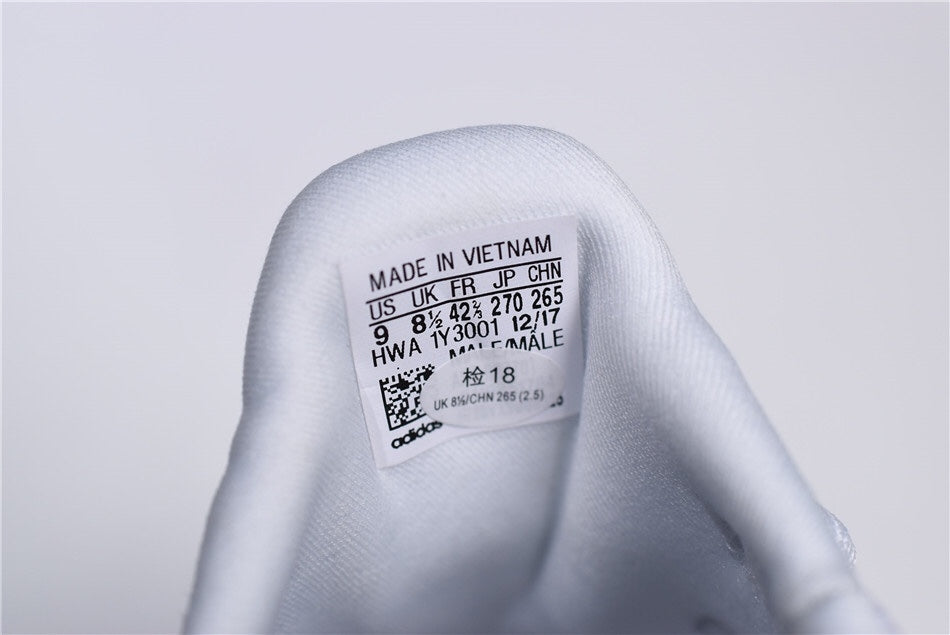 MADE IN VIETNAM
US UK FR JP CHN
9 8½ 42⅔ 270 265
HWA 1Y3001 12/17
MALE/MÂLE
检18
UK 8½/CHN 265 (2.5)
adidas